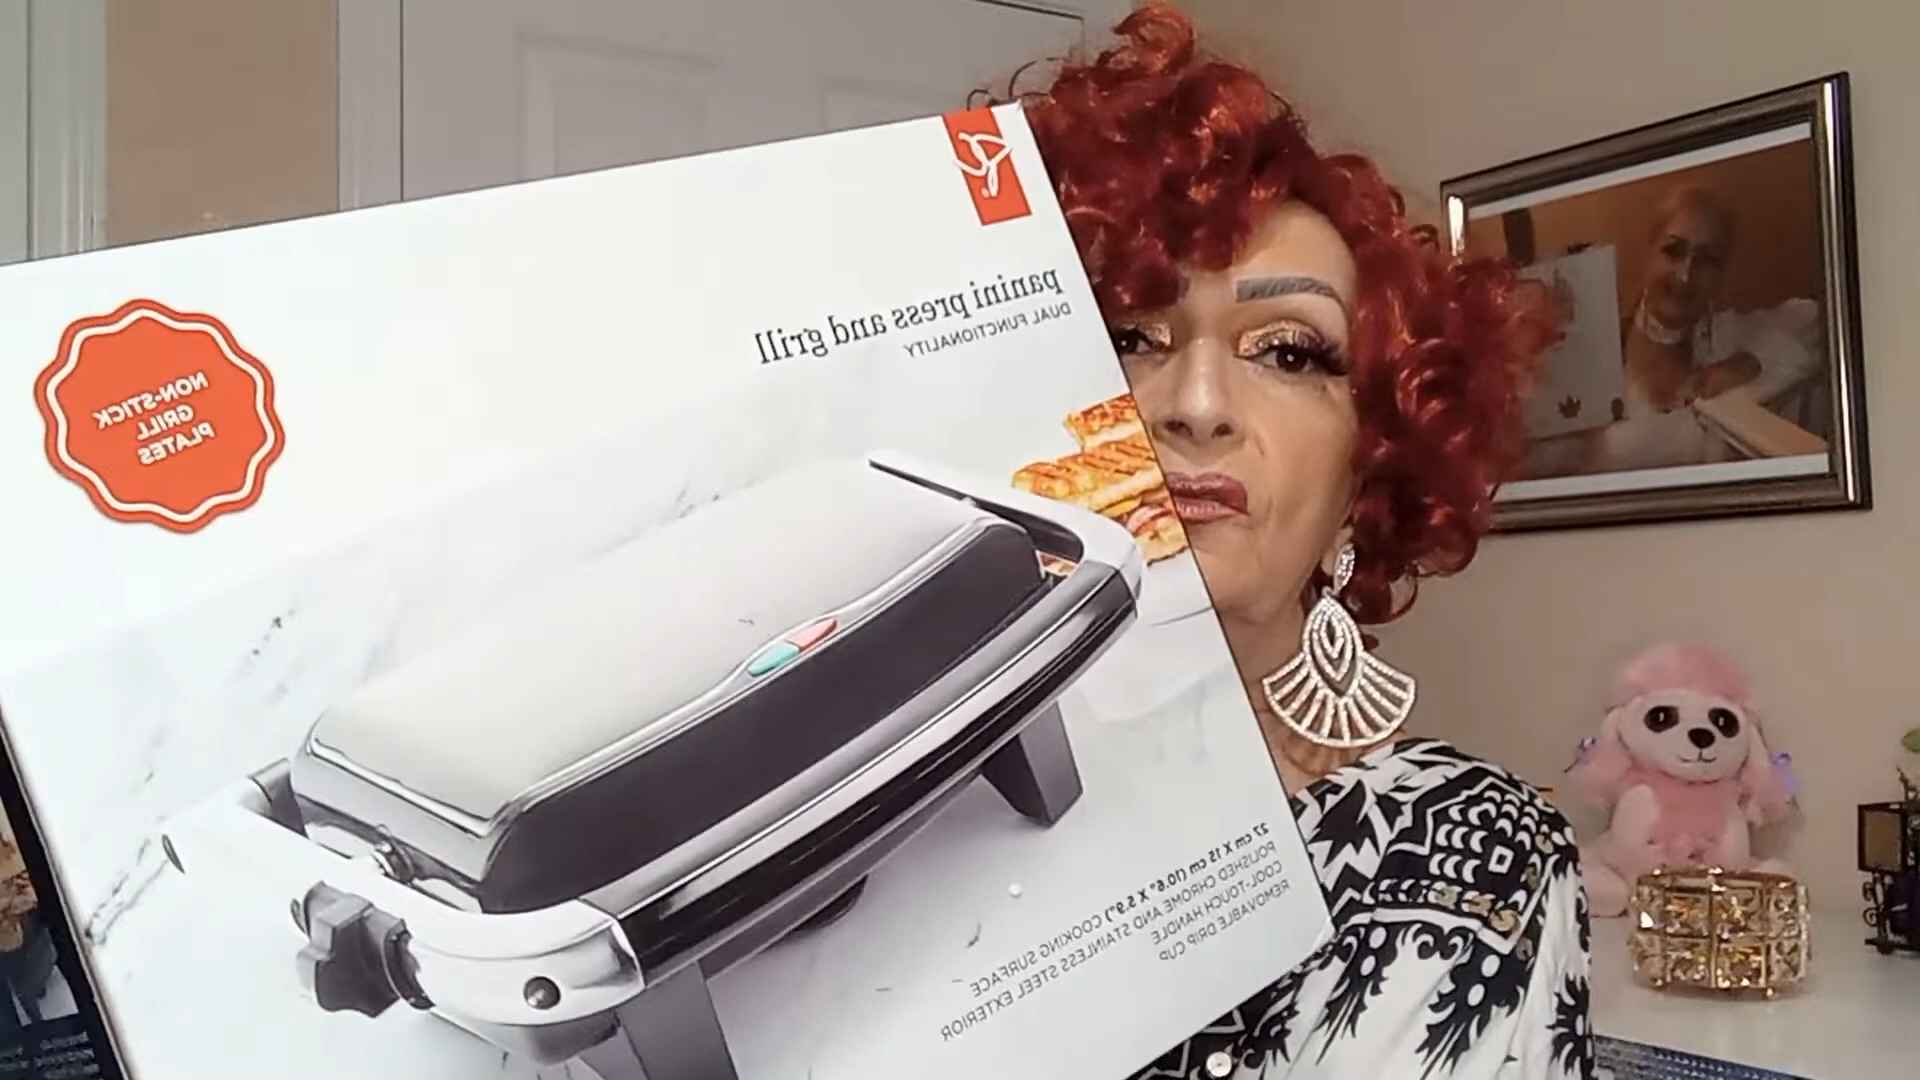 panini press and grill
DUAL FUNCTIONALITY
NON-STICK
GRILL
PLATES
27 cm X 15 cm (10.6" X 5.9") COOKING SURFACE
POLISHED CHROME AND STAINLESS STEEL EXTERIOR
COOL-TOUCH HANDLE
REMOVABLE DRIP CUP